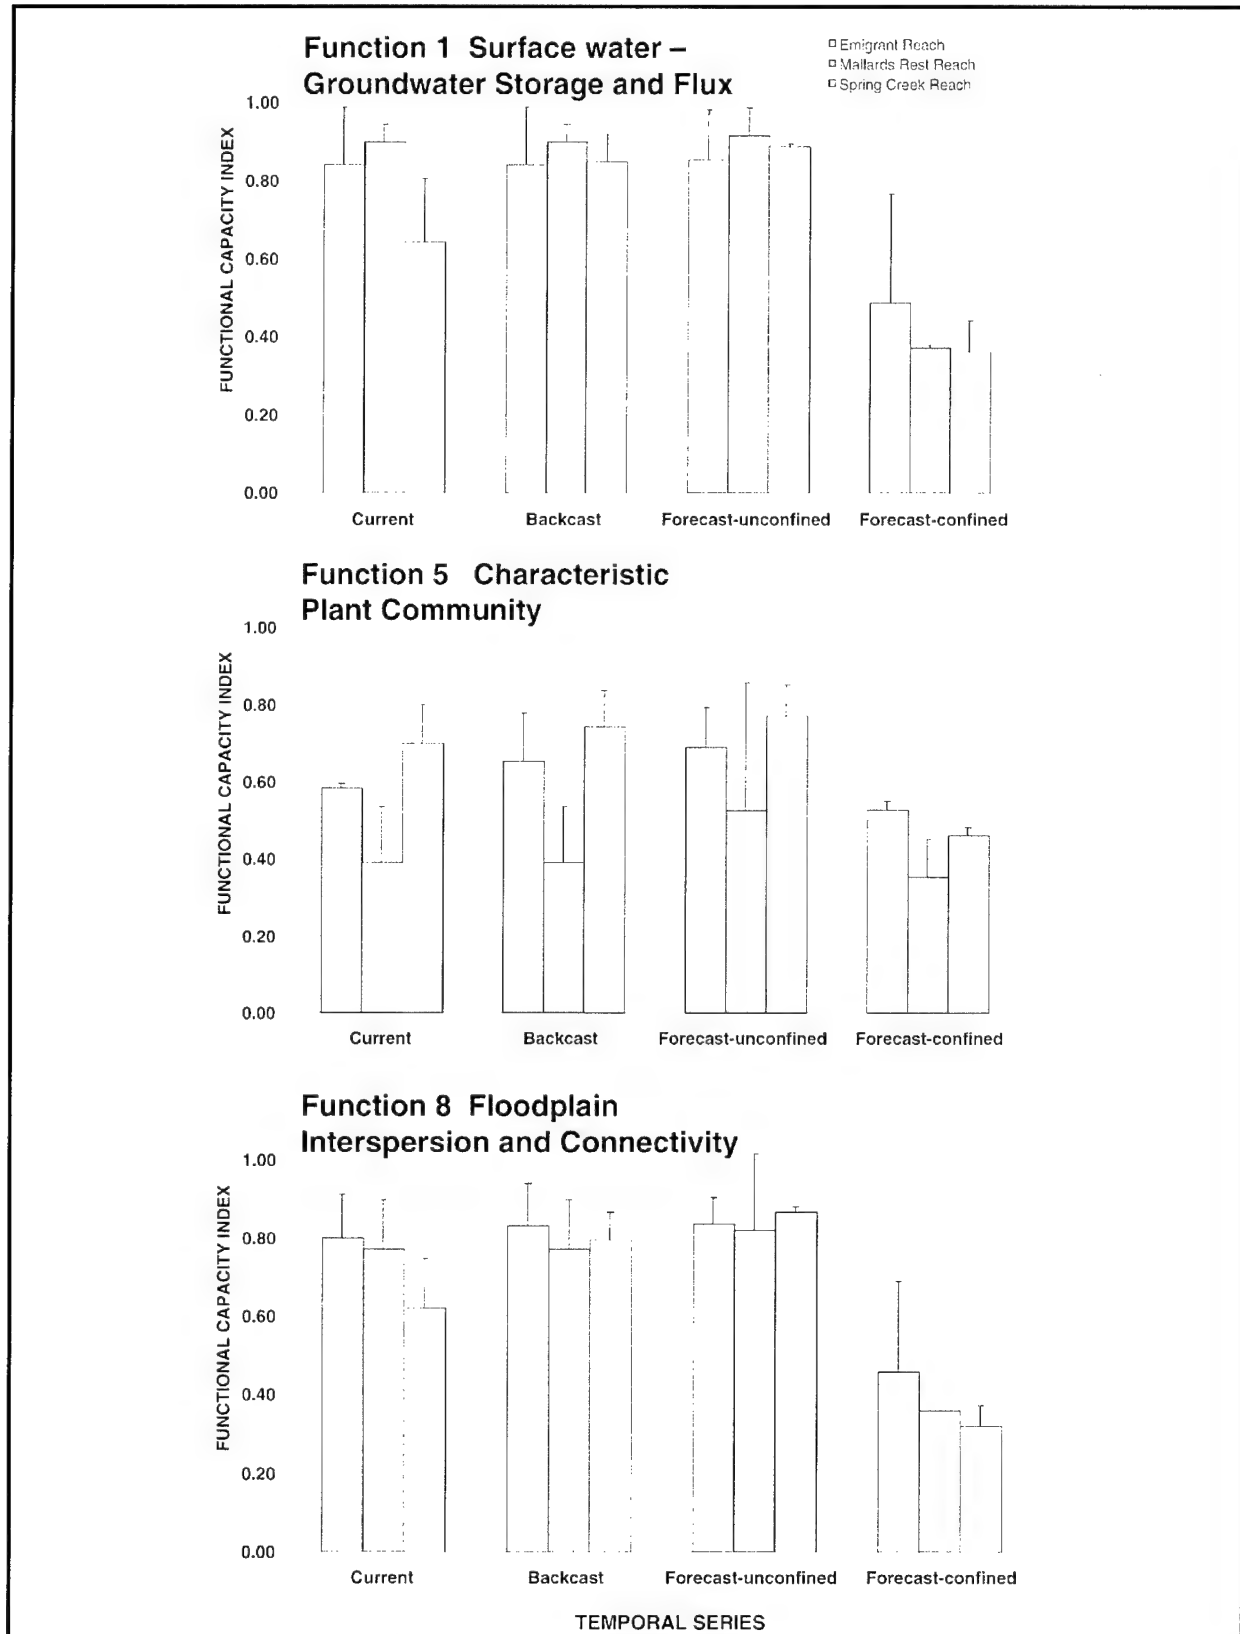 Function 1 Surface water –
Groundwater Storage and Flux
Emigrant Reach
Mallards Rest Reach
Spring Creek Reach
FUNCTIONAL CAPACITY INDEX
1.00
0.80
0.60
0.40
0.20
0.00
Current
Backcast
Forecast-unconfined
Forecast-confined
Function 5 Characteristic
Plant Community
FUNCTIONAL CAPACITY INDEX
1.00
0.80
0.60
0.40
0.20
0.00
Current
Backcast
Forecast-unconfined
Forecast-confined
Function 8 Floodplain
Interspersion and Connectivity
FUNCTIONAL CAPACITY INDEX
1.00
0.80
0.60
0.40
0.20
0.00
Current
Backcast
Forecast-unconfined
Forecast-confined
TEMPORAL SERIES